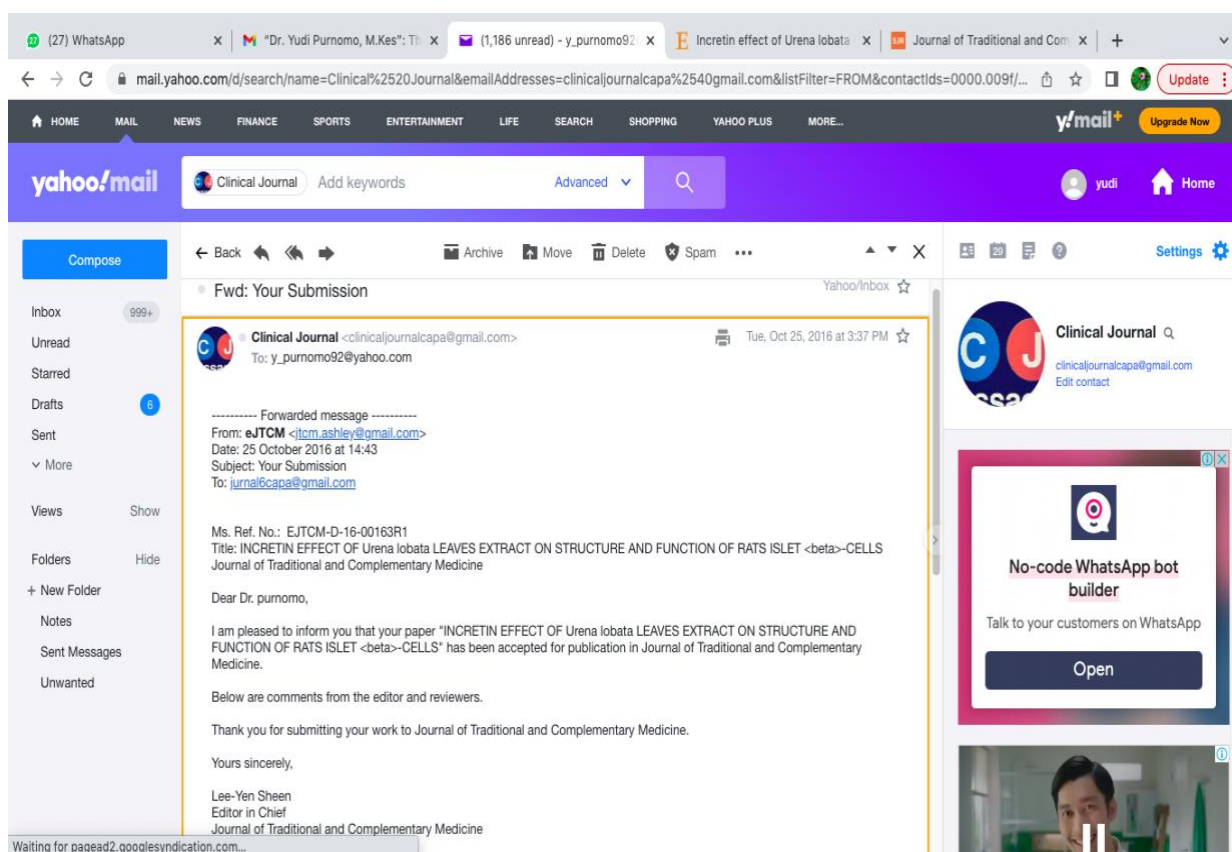 (27) WhatsApp
"Dr. Yudi Purnomo, M.Kes": Th
(1,186 unread) - y_purnomo92
Incretin effect of Urena lobata
Journal of Traditional and Com
mail.yahoo.com/d/search/name=Clinical%2520Journal&emailAddresses=clinicaljournalcapa%2540gmail.com&listFilter=FROM&contactIds=0000.009f/...
Update
HOME MAIL NEWS FINANCE SPORTS ENTERTAINMENT LIFE SEARCH SHOPPING YAHOO PLUS MORE...
y!mail+ Upgrade Now
yahoo!mail
Clinical Journal Add keywords Advanced
yudi Home
Compose
Back Archive Move Delete Spam
Settings
Fwd: Your Submission
Yahoo/Inbox
Inbox 999+
Unread
Starred
Drafts 6
Sent
More
Views Show
Folders Hide
+ New Folder
Notes
Sent Messages
Unwanted
Clinical Journal <clinicaljournalcapa@gmail.com>
Tue, Oct 25, 2016 at 3:37 PM
To: y_purnomo92@yahoo.com
---------- Forwarded message ----------
From: eJTCM <jtcm.ashley@gmail.com>
Date: 25 October 2016 at 14:43
Subject: Your Submission
To: jurnal6capa@gmail.com
Ms. Ref. No.: EJTCM-D-16-00163R1
Title: INCRETIN EFFECT OF Urena lobata LEAVES EXTRACT ON STRUCTURE AND FUNCTION OF RATS ISLET <beta>-CELLS
Journal of Traditional and Complementary Medicine
Dear Dr. purnomo,
I am pleased to inform you that your paper "INCRETIN EFFECT OF Urena lobata LEAVES EXTRACT ON STRUCTURE AND
FUNCTION OF RATS ISLET <beta>-CELLS" has been accepted for publication in Journal of Traditional and Complementary
Medicine.
Below are comments from the editor and reviewers.
Thank you for submitting your work to Journal of Traditional and Complementary Medicine.
Yours sincerely,
Lee-Yen Sheen
Editor in Chief
Journal of Traditional and Complementary Medicine
Clinical Journal
clinicaljournalcapa@gmail.com
Edit contact
No-code WhatsApp bot
builder
Talk to your customers on WhatsApp
Open
Waiting for pagead2.googlesyndication.com...